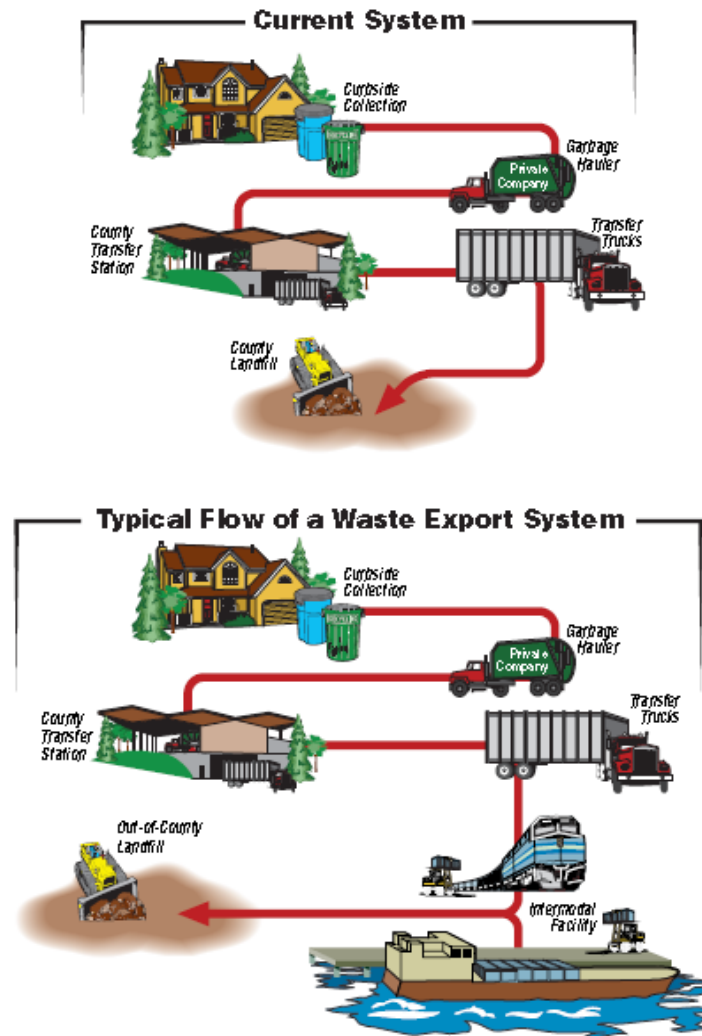 Current System
Curbside
Collection
Garbage
Hauler
Private
Company
County
Transfer
Station
Transfer
Trucks
County
Landfill
Typical Flow of a Waste Export System
Curbside
Collection
Garbage
Hauler
Private
Company
County
Transfer
Station
Transfer
Trucks
Out-of-County
Landfill
Intermodal
Facility